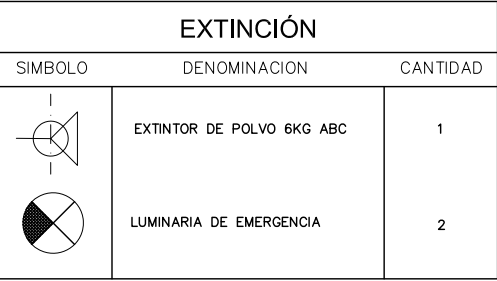 EXTINCIÓN
SIMBOLO DENOMINACION CANTIDAD
EXTINTOR DE POLVO 6KG ABC 1
LUMINARIA DE EMERGENCIA 2